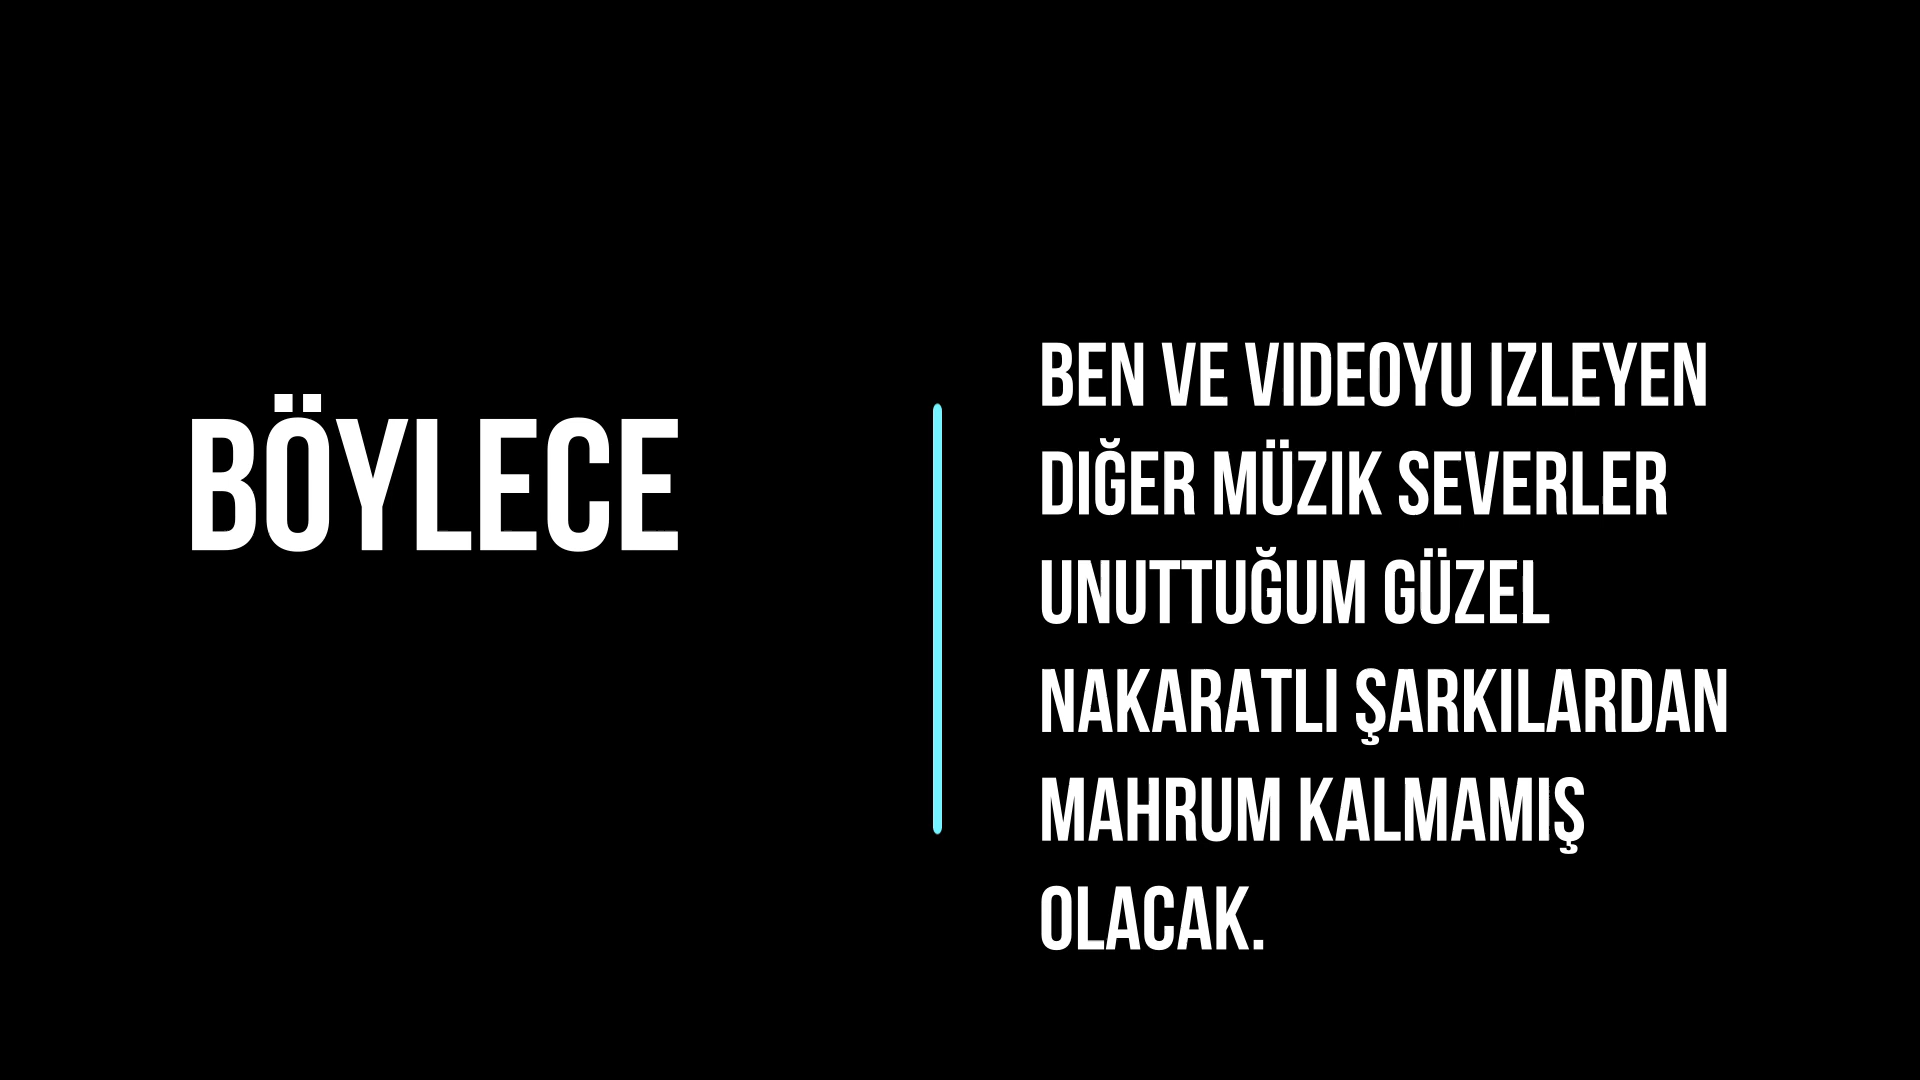 BÖYLECE
BEN VE VIDEOYU IZLEYEN
DIĞER MÜZIK SEVERLER
UNUTTUĞUM GÜZEL
NAKARATLI ŞARKILARDAN
MAHRUM KALMAMIŞ
OLACAK.